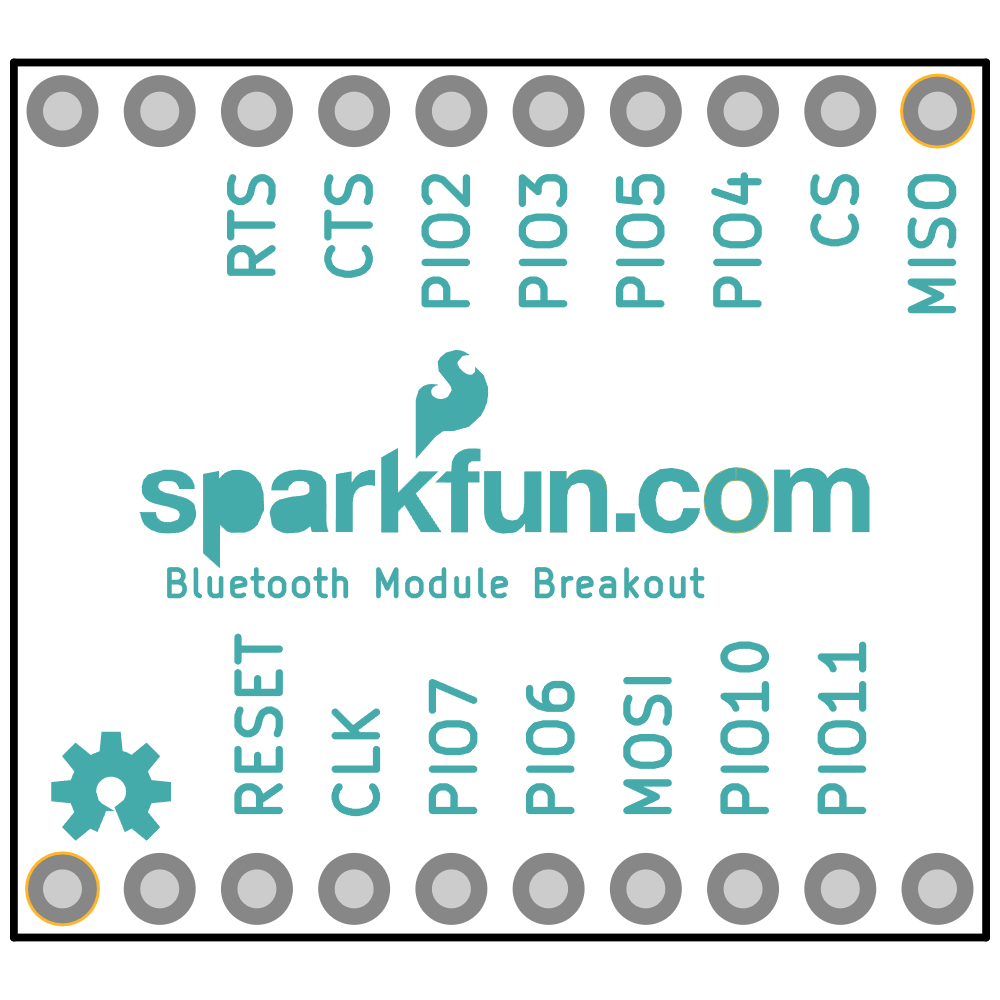 RTS
CTS
PIO2
PIO3
PIO5
PIO4
CS
MISO
sparkfun.com
Bluetooth Module Breakout
RESET
CLK
PIO7
PIO6
MOSI
PIO10
PIO11